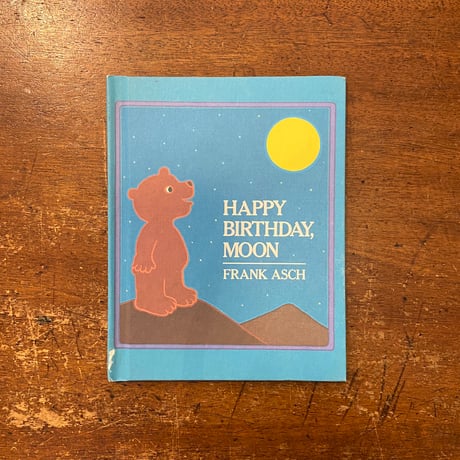 HAPPY
BIRTHDAY,
MOON
FRANK ASCH